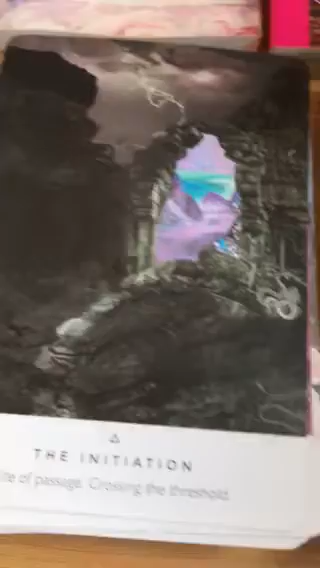 THE INITIATION
ite of passage. Crossing the threshold.